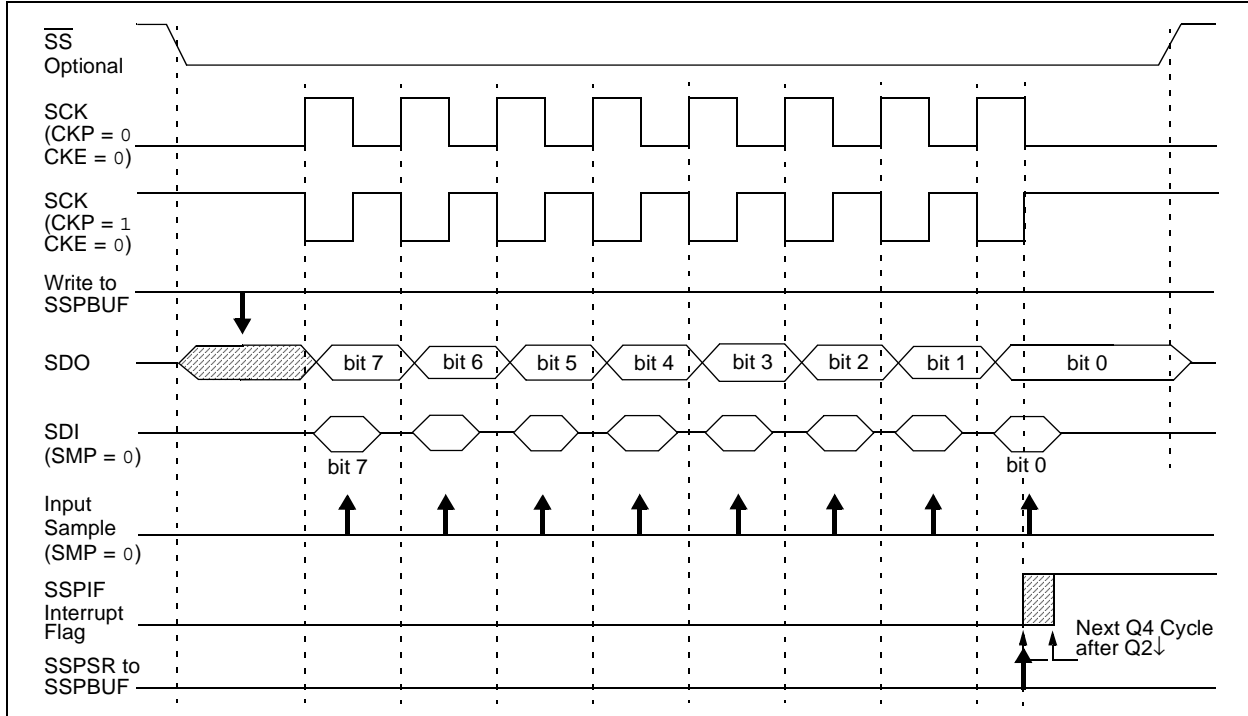 SS
Optional
SCK
(CKP = 0
CKE = 0)
SCK
(CKP = 1
CKE = 0)
Write to
SSPBUF
SDO
bit 7
bit 6
bit 5
bit 4
bit 3
bit 2
bit 1
bit 0
SDI
(SMP = 0)
bit 7
bit 0
Input
Sample
(SMP = 0)
SSPIF
Interrupt
Flag
Next Q4 Cycle
after Q2↓
SSPSR to
SSPBUF